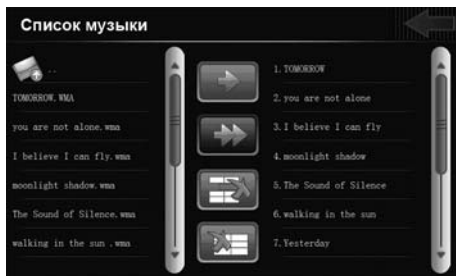 Список музыки
..
TOMORROW.WMA
you are not alone.wma
I believe I can fly.wma
moonlight shadow.wma
The Sound of Silence.wma
walking in the sun .wma
1. TOMORROW
2. you are not alone
3. I believe I can fly
4. moonlight shadow
5. The Sound of Silence
6. walking in the sun
7. Yesterday